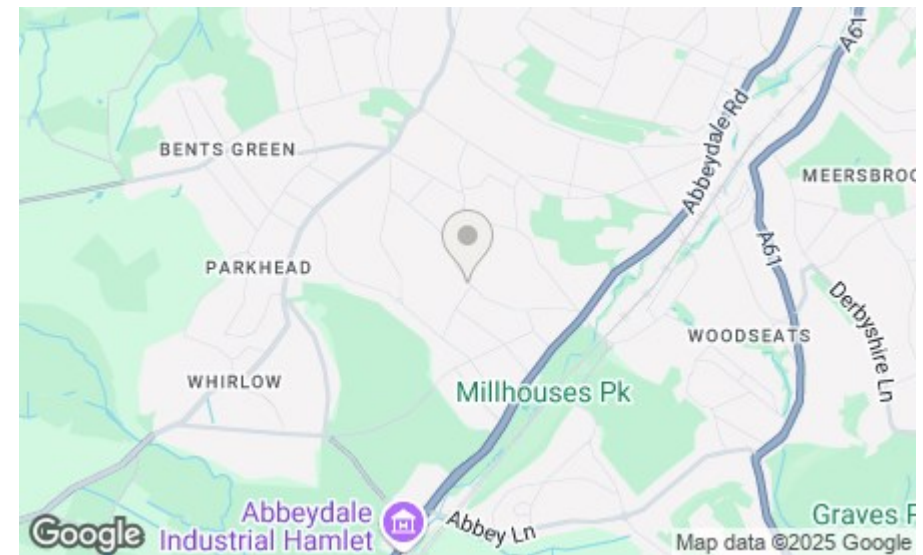 A61
Abbeydale Rd
BENTS GREEN
MEERSBROO
A61
PARKHEAD
Derbyshire Ln
WOODSEATS
WHIRLOW
Millhouses Pk
Abbeydale
Industrial Hamlet
Abbey Ln
Graves P
Google
Map data ©2025 Google